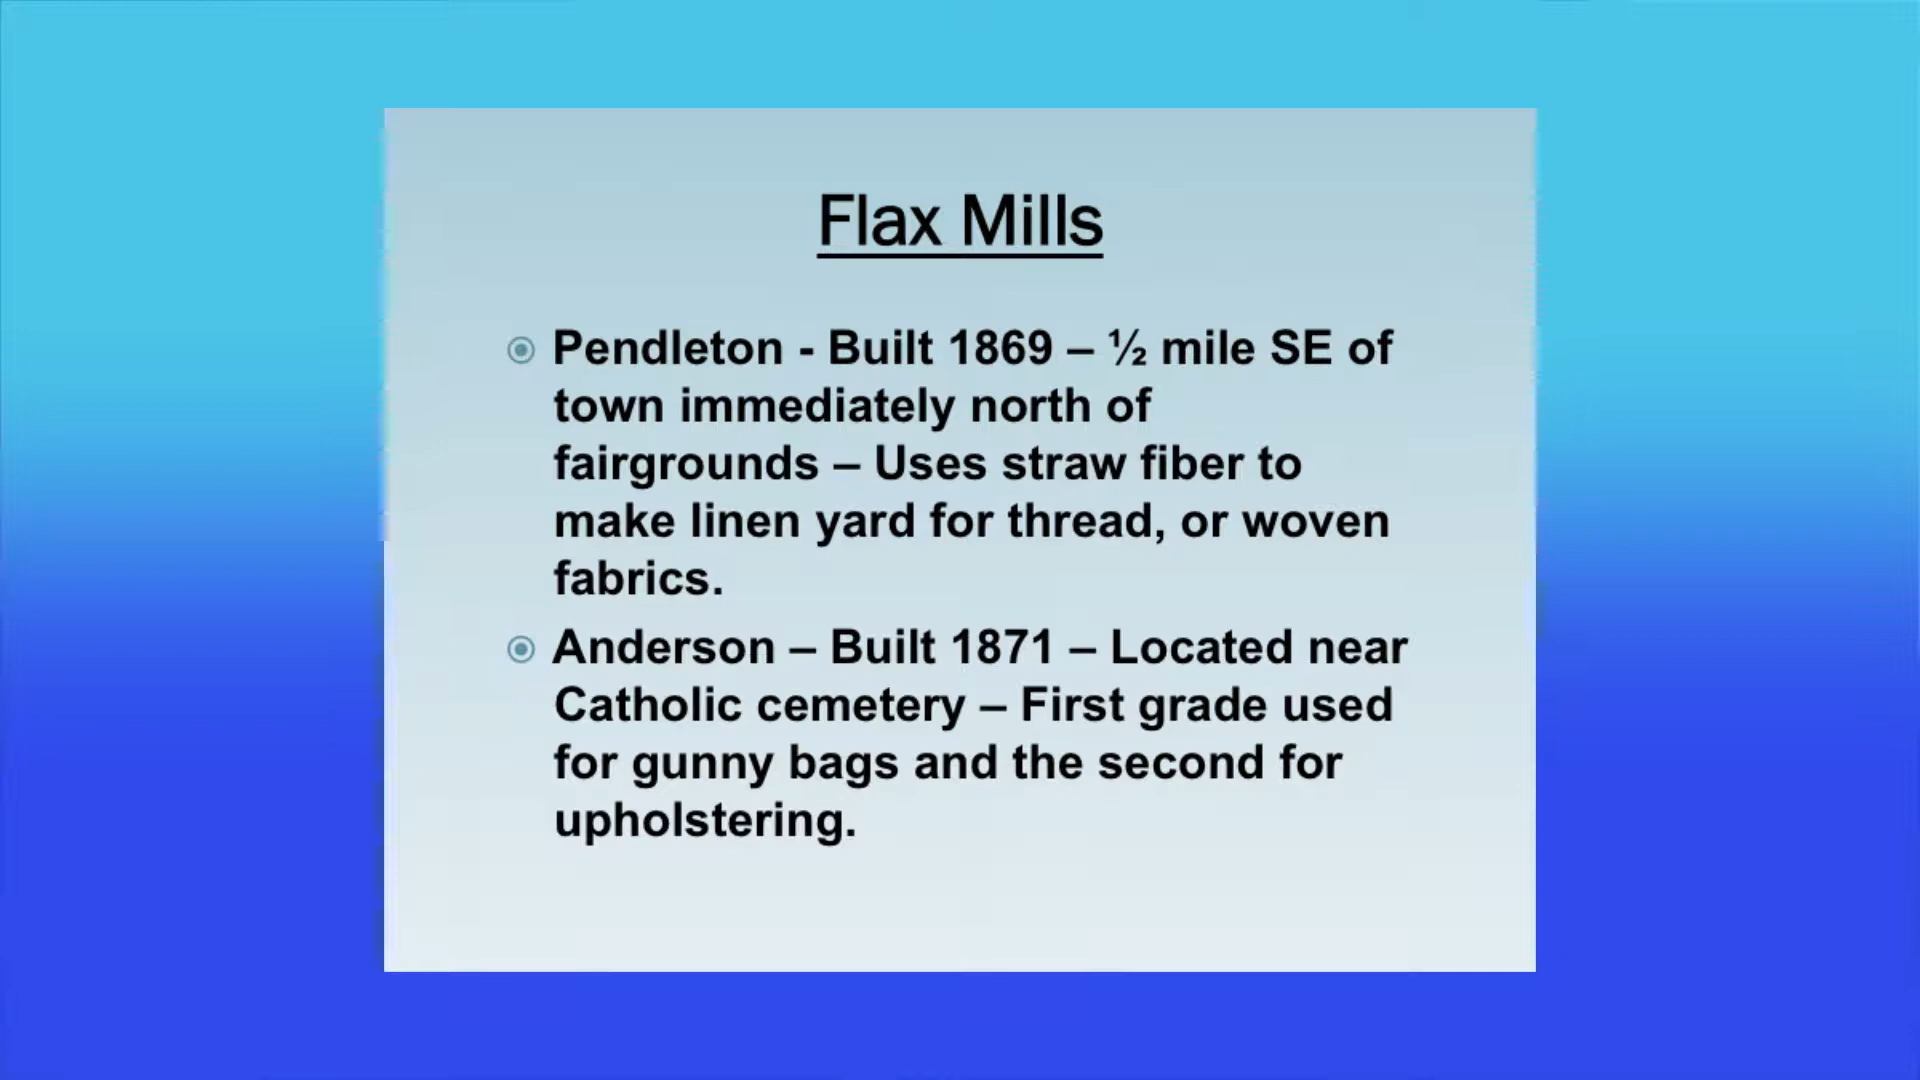 Flax Mills
Pendleton - Built 1869 – ½ mile SE of
town immediately north of
fairgrounds – Uses straw fiber to
make linen yard for thread, or woven
fabrics.
Anderson – Built 1871 – Located near
Catholic cemetery – First grade used
for gunny bags and the second for
upholstering.